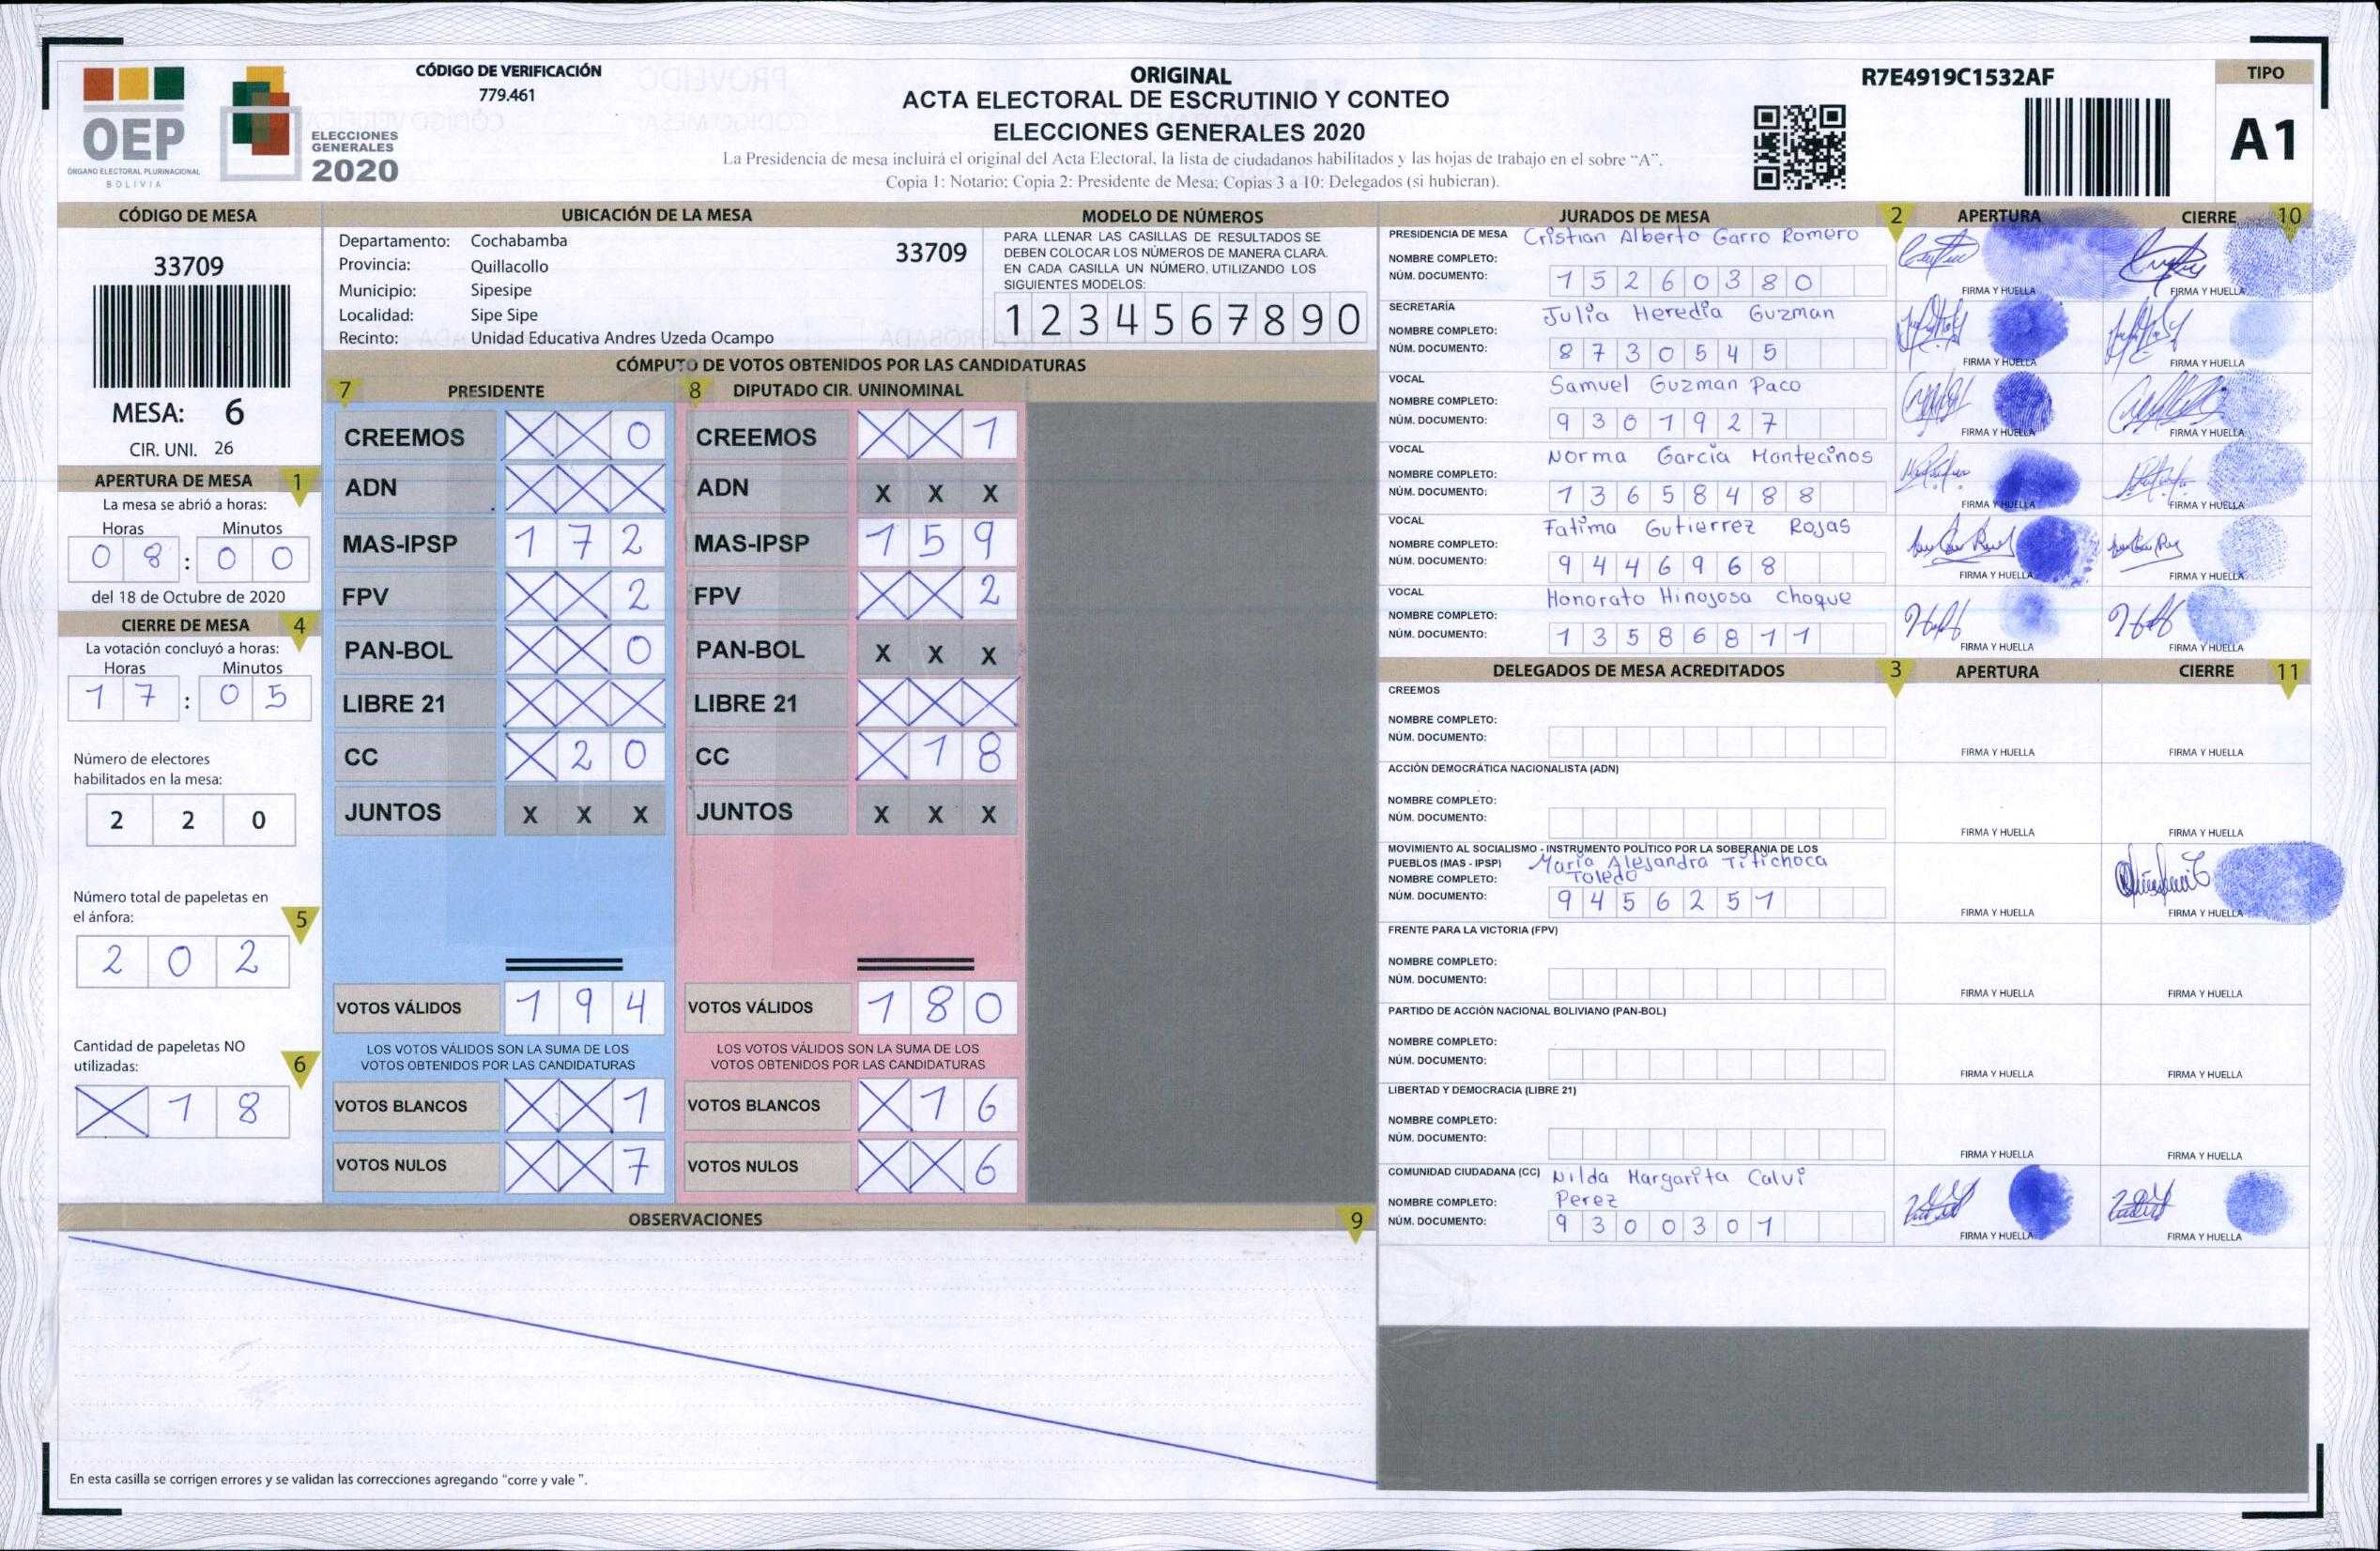 OEP
ÓRGANO ELECTORAL PLURINACIONAL
BOLIVIA
ELECCIONES
GENERALES
2020
CÓDIGO DE VERIFICACIÓN
779.461
ORIGINAL
ACTA ELECTORAL DE ESCRUTINIO Y CONTEO
ELECCIONES GENERALES 2020
La Presidencia de mesa incluirá el original del Acta Electoral, la lista de ciudadanos habilitados y las hojas de trabajo en el sobre “A”.
Copia 1: Notario; Copia 2: Presidente de Mesa; Copias 3 a 10: Delegados (si hubieran).
R7E4919C1532AF
TIPO
A1
CÓDIGO DE MESA
33709
MESA: 6
CIR. UNI. 26
APERTURA DE MESA 1
La mesa se abrió a horas:
Horas Minutos
0 8 : 0 0
del 18 de Octubre de 2020
CIERRE DE MESA 4
La votación concluyó a horas:
Horas Minutos
1 7 : 0 5
Número de electores
habilitados en la mesa:
2 2 0
Número total de papeletas en
el ánfora: 5
2 0 2
Cantidad de papeletas NO
utilizadas: 6
X 1 8
UBICACIÓN DE LA MESA
Departamento: Cochabamba 33709
Provincia: Quillacollo
Municipio: Sipesipe
Localidad: Sipe Sipe
Recinto: Unidad Educativa Andres Uzeda Ocampo
MODELO DE NÚMEROS
PARA LLENAR LAS CASILLAS DE RESULTADOS SE
DEBEN COLOCAR LOS NÚMEROS DE MANERA CLARA.
EN CADA CASILLA UN NÚMERO, UTILIZANDO LOS
SIGUIENTES MODELOS:
1 2 3 4 5 6 7 8 9 0
CÓMPUTO DE VOTOS OBTENIDOS POR LAS CANDIDATURAS
7 PRESIDENTE
CREEMOS X X 0
ADN X X X
MAS-IPSP 1 7 2
FPV X X 2
PAN-BOL X X 0
LIBRE 21 X X X
CC X 2 0
JUNTOS X X X
VOTOS VÁLIDOS 1 9 4
LOS VOTOS VÁLIDOS SON LA SUMA DE LOS
VOTOS OBTENIDOS POR LAS CANDIDATURAS
VOTOS BLANCOS X X 1
VOTOS NULOS X X 7
8 DIPUTADO CIR. UNINOMINAL
CREEMOS X X 1
ADN X X X
MAS-IPSP 1 5 9
FPV X X 2
PAN-BOL X X X
LIBRE 21 X X X
CC X 1 8
JUNTOS X X X
VOTOS VÁLIDOS 1 8 0
LOS VOTOS VÁLIDOS SON LA SUMA DE LOS
VOTOS OBTENIDOS POR LAS CANDIDATURAS
VOTOS BLANCOS X 1 6
VOTOS NULOS X X 6
OBSERVACIONES 9
En esta casilla se corrigen errores y se validan las correcciones agregando “corre y vale”.
JURADOS DE MESA 2 APERTURA CIERRE 10
PRESIDENCIA DE MESA Cristian Alberto Garro Romero
NOMBRE COMPLETO:
NÚM. DOCUMENTO: 1 5 2 6 0 3 8 0
FIRMA Y HUELLA FIRMA Y HUELLA
SECRETARÍA Julia Heredia Guzman
NOMBRE COMPLETO:
NÚM. DOCUMENTO: 8 7 3 0 5 4 5
FIRMA Y HUELLA FIRMA Y HUELLA
VOCAL Samuel Guzman Paco
NOMBRE COMPLETO:
NÚM. DOCUMENTO: 9 3 0 1 9 2 7
FIRMA Y HUELLA FIRMA Y HUELLA
VOCAL Norma Garcia Montecinos
NOMBRE COMPLETO:
NÚM. DOCUMENTO: 1 3 6 5 8 4 8 8
FIRMA Y HUELLA FIRMA Y HUELLA
VOCAL Fatima Gutierrez Rojas
NOMBRE COMPLETO:
NÚM. DOCUMENTO: 9 4 4 6 9 6 8
FIRMA Y HUELLA FIRMA Y HUELLA
VOCAL Honorato Hinojosa Choque
NOMBRE COMPLETO:
NÚM. DOCUMENTO: 1 3 5 8 6 8 1 1
FIRMA Y HUELLA FIRMA Y HUELLA
DELEGADOS DE MESA ACREDITADOS 3 APERTURA CIERRE 11
CREEMOS
NOMBRE COMPLETO:
NÚM. DOCUMENTO:
FIRMA Y HUELLA FIRMA Y HUELLA
ACCIÓN DEMOCRÁTICA NACIONALISTA (ADN)
NOMBRE COMPLETO:
NÚM. DOCUMENTO:
FIRMA Y HUELLA FIRMA Y HUELLA
MOVIMIENTO AL SOCIALISMO - INSTRUMENTO POLÍTICO POR LA SOBERANIA DE LOS
PUEBLOS (MAS - IPSP) Maria Alejandra Titichoca
NOMBRE COMPLETO: Toledo
NÚM. DOCUMENTO: 9 4 5 6 2 5 1
FIRMA Y HUELLA FIRMA Y HUELLA
FRENTE PARA LA VICTORIA (FPV)
NOMBRE COMPLETO:
NÚM. DOCUMENTO:
FIRMA Y HUELLA FIRMA Y HUELLA
PARTIDO DE ACCIÓN NACIONAL BOLIVIANO (PAN-BOL)
NOMBRE COMPLETO:
NÚM. DOCUMENTO:
FIRMA Y HUELLA FIRMA Y HUELLA
LIBERTAD Y DEMOCRACIA (LIBRE 21)
NOMBRE COMPLETO:
NÚM. DOCUMENTO:
FIRMA Y HUELLA FIRMA Y HUELLA
COMUNIDAD CIUDADANA (CC) Nilda Margarita Calvi
NOMBRE COMPLETO: Perez
NÚM. DOCUMENTO: 9 3 0 0 3 0 1
FIRMA Y HUELLA FIRMA Y HUELLA